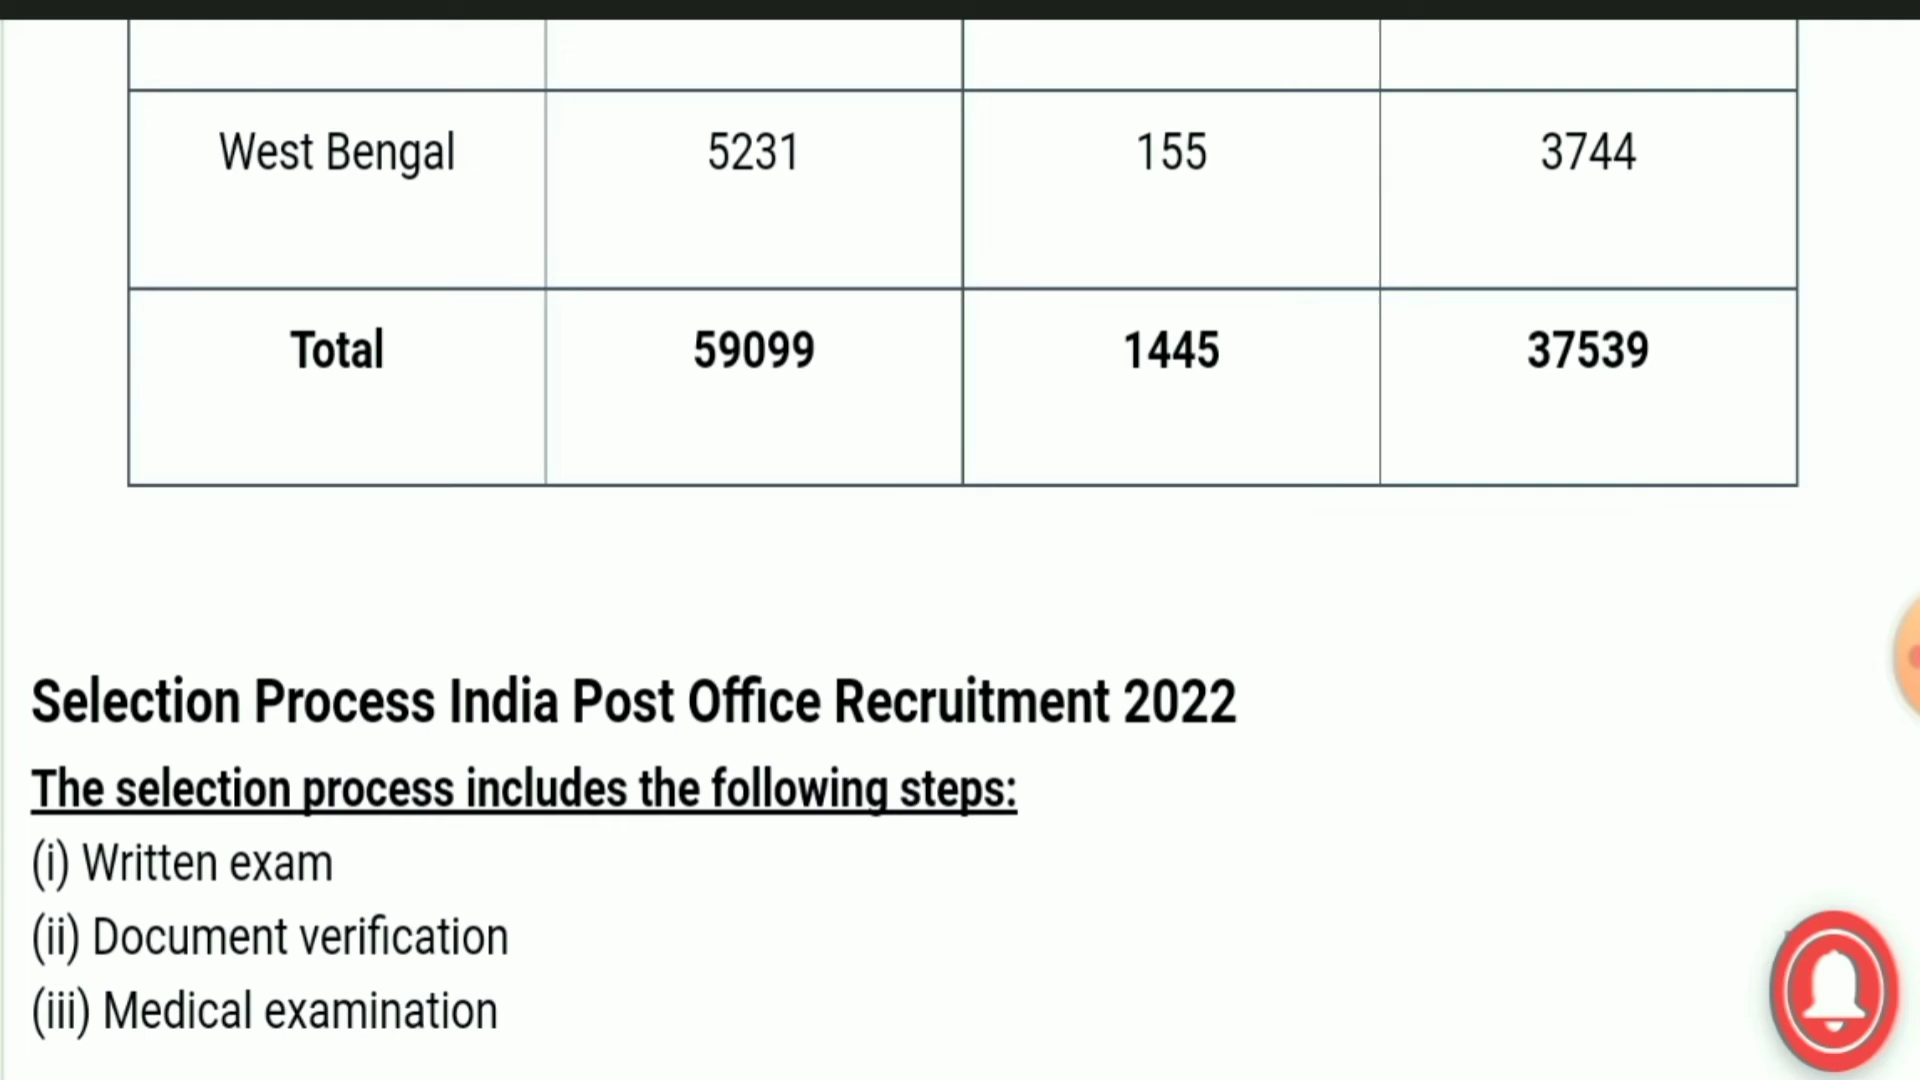 West Bengal 5231 155 3744
Total 59099 1445 37539
Selection Process India Post Office Recruitment 2022
The selection process includes the following steps:
(i) Written exam
(ii) Document verification
(iii) Medical examination